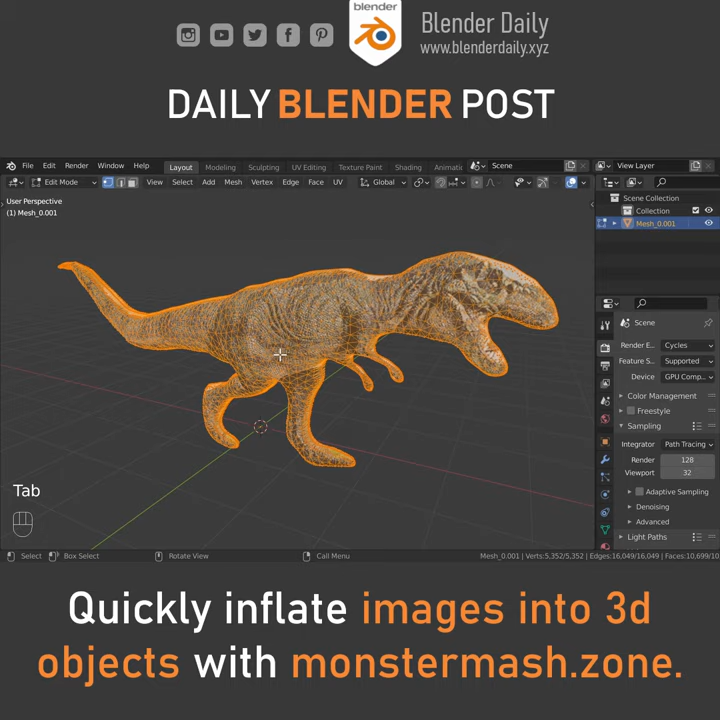 blender
Blender Daily
www.blenderdaily.xyz
DAILY BLENDER POST
File Edit Render Window Help Layout Modeling Sculpting UV Editing Texture Paint Shading Animatic Scene View Layer
Edit Mode View Select Add Mesh Vertex Edge Face UV Global
User Perspective
(1) Mesh_0.001
Scene Collection
Collection
Mesh_0.001
Scene
Render E... Cycles
Feature S... Supported
Device GPU Comp...
Color Management
Freestyle
Sampling
Integrator Path Tracing
Render 128
Viewport 32
Adaptive Sampling
Denoising
Advanced
Light Paths
Tab
Select Box Select Rotate View Call Menu Mesh_0.001 | Verts:5,352/5,352 | Edges:16,049/16,049 | Faces:10,699/10
Quickly inflate images into 3d
objects with monstermash.zone.